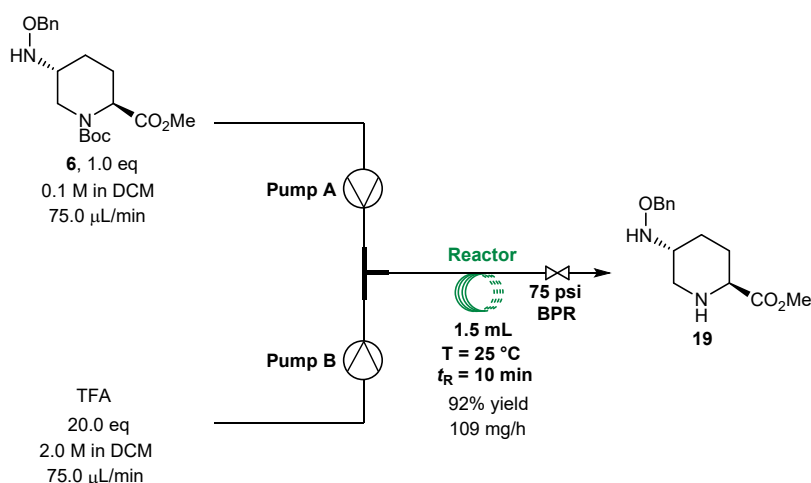 OBn
HN
N
Boc
CO₂Me
6, 1.0 eq
0.1 M in DCM
75.0 μL/min
Pump A
Reactor
1.5 mL
T = 25 °C
tR = 10 min
92% yield
109 mg/h
75 psi
BPR
Pump B
TFA
20.0 eq
2.0 M in DCM
75.0 μL/min
OBn
HN
N
H
CO₂Me
19